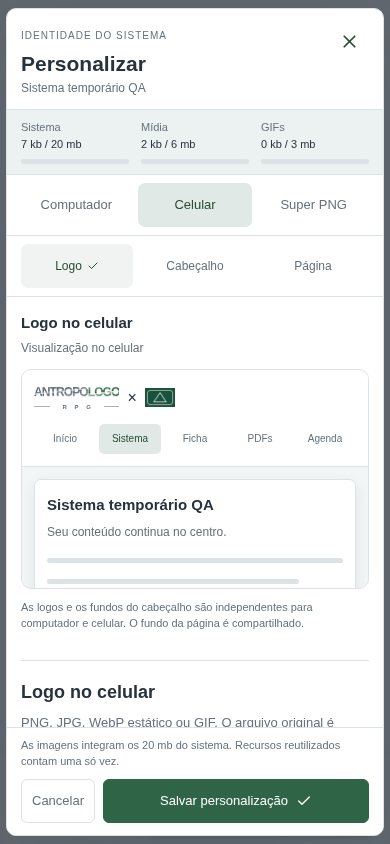 IDENTIDADE DO SISTEMA
Personalizar
Sistema temporário QA
Sistema
Mídia
GIFs
7 kb / 20 mb
2 kb / 6 mb
0 kb / 3 mb
Computador
Celular
Super PNG
Logo
Cabeçalho
Página
Logo no celular
Visualização no celular
ANTROPOLOGO
RPG
×
Início
Sistema
Ficha
PDFs
Agenda
Sistema temporário QA
Seu conteúdo continua no centro.
As logos e os fundos do cabeçalho são independentes para
computador e celular. O fundo da página é compartilhado.
Logo no celular
PNG, JPG, WebP estático ou GIF. O arquivo original é
As imagens integram os 20 mb do sistema. Recursos reutilizados
contam uma só vez.
Cancelar
Salvar personalização